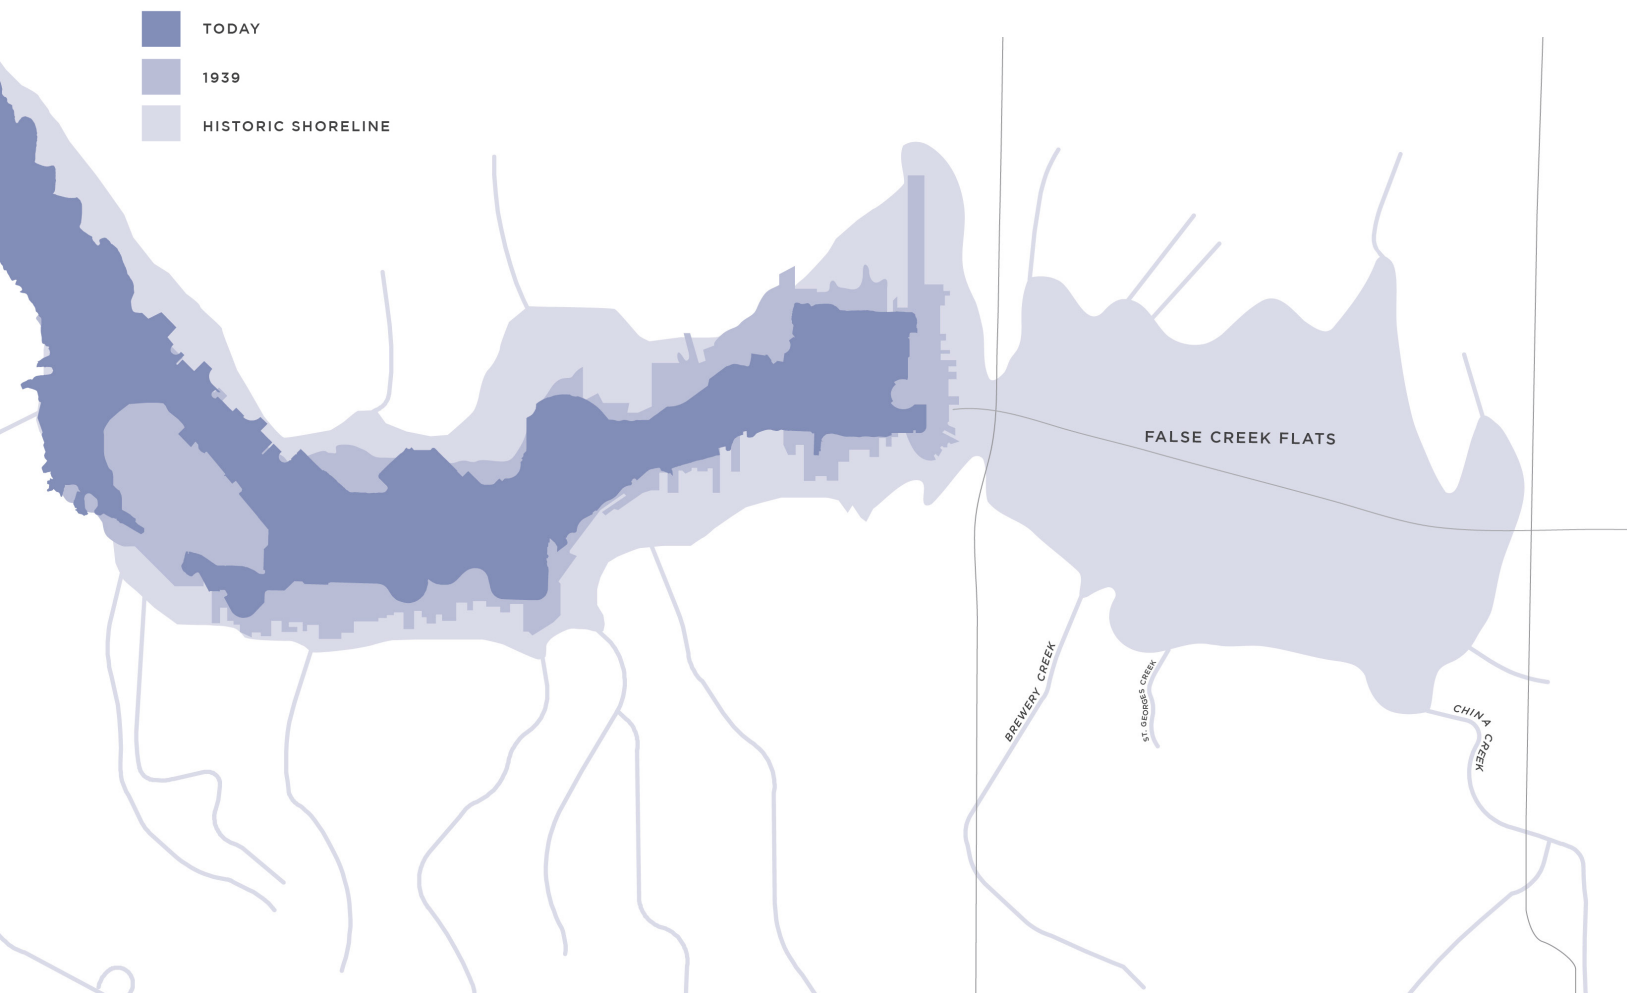 TODAY
1939
HISTORIC SHORELINE
FALSE CREEK FLATS
BREWERY CREEK
ST. GEORGES CREEK
CHINA
CREEK